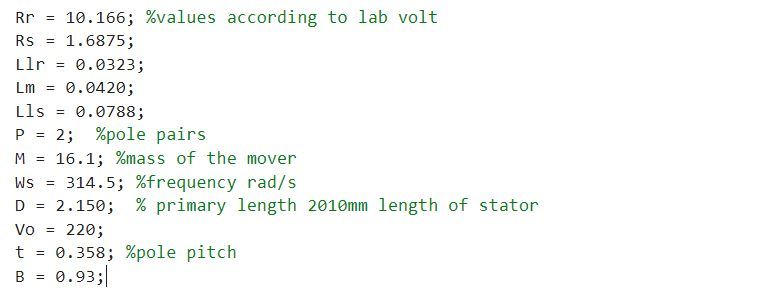 Rr = 10.166; %values according to lab volt
Rs = 1.6875;
Llr = 0.0323;
Lm = 0.0420;
Lls = 0.0788;
P = 2;  %pole pairs
M = 16.1; %mass of the mover
Ws = 314.5; %frequency rad/s
D = 2.150;  % primary length 2010mm length of stator
Vo = 220;
t = 0.358; %pole pitch
B = 0.93;